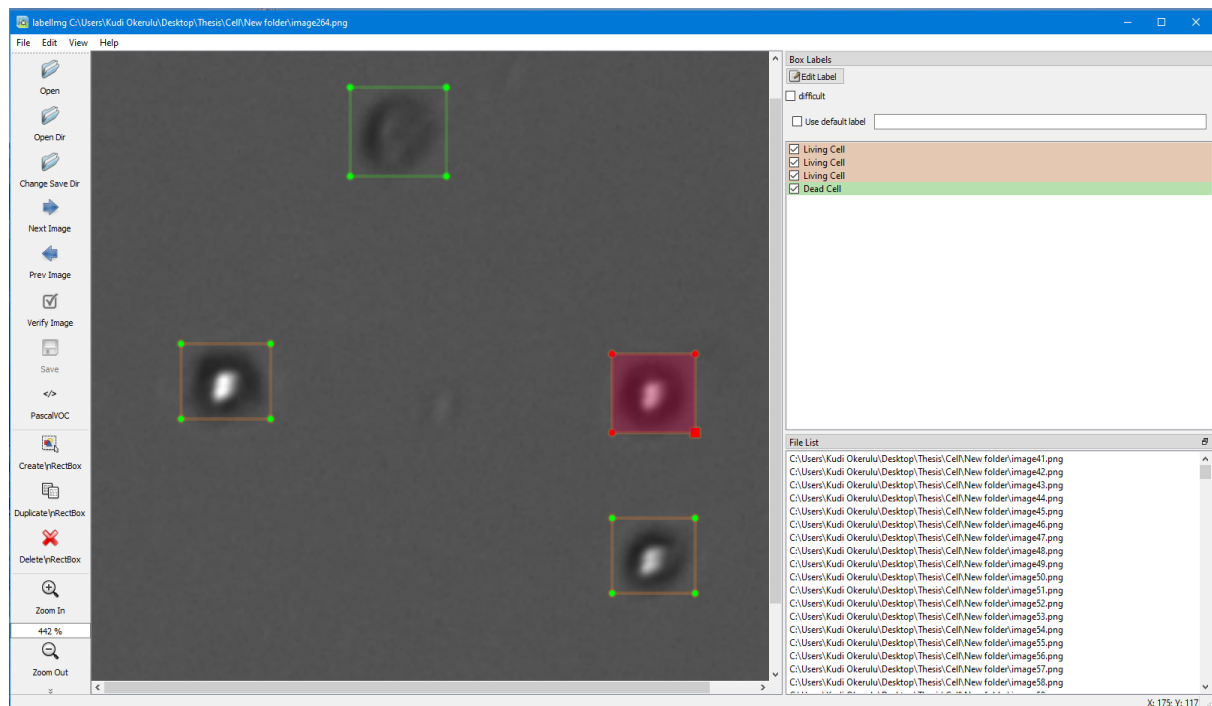 labelImg C:\Users\Kudi Okerulu\Desktop\Thesis\Cell\New folder\image264.png
File Edit View Help
Open
Open Dir
Change Save Dir
Next Image
Prev Image
Verify Image
Save
</>
PascalVOC
Create\nRectBox
Duplicate\nRectBox
Delete\nRectBox
Zoom In
442 %
Zoom Out
Box Labels
Edit Label
difficult
Use default label
Living Cell
Living Cell
Living Cell
Dead Cell
File List
C:\Users\Kudi Okerulu\Desktop\Thesis\Cell\New folder\image41.png
C:\Users\Kudi Okerulu\Desktop\Thesis\Cell\New folder\image42.png
C:\Users\Kudi Okerulu\Desktop\Thesis\Cell\New folder\image43.png
C:\Users\Kudi Okerulu\Desktop\Thesis\Cell\New folder\image44.png
C:\Users\Kudi Okerulu\Desktop\Thesis\Cell\New folder\image45.png
C:\Users\Kudi Okerulu\Desktop\Thesis\Cell\New folder\image46.png
C:\Users\Kudi Okerulu\Desktop\Thesis\Cell\New folder\image47.png
C:\Users\Kudi Okerulu\Desktop\Thesis\Cell\New folder\image48.png
C:\Users\Kudi Okerulu\Desktop\Thesis\Cell\New folder\image49.png
C:\Users\Kudi Okerulu\Desktop\Thesis\Cell\New folder\image50.png
C:\Users\Kudi Okerulu\Desktop\Thesis\Cell\New folder\image51.png
C:\Users\Kudi Okerulu\Desktop\Thesis\Cell\New folder\image52.png
C:\Users\Kudi Okerulu\Desktop\Thesis\Cell\New folder\image53.png
C:\Users\Kudi Okerulu\Desktop\Thesis\Cell\New folder\image54.png
C:\Users\Kudi Okerulu\Desktop\Thesis\Cell\New folder\image55.png
C:\Users\Kudi Okerulu\Desktop\Thesis\Cell\New folder\image56.png
C:\Users\Kudi Okerulu\Desktop\Thesis\Cell\New folder\image57.png
C:\Users\Kudi Okerulu\Desktop\Thesis\Cell\New folder\image58.png
X: 175; Y: 117